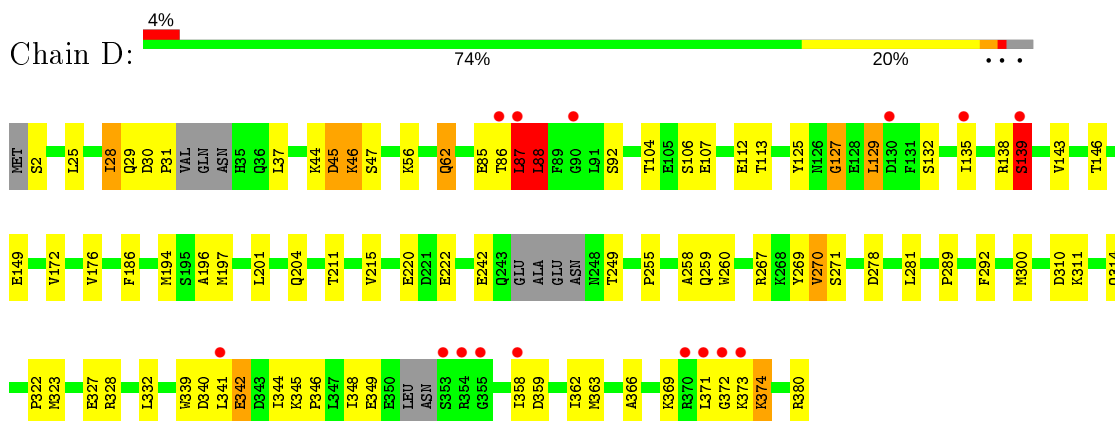 4%
Chain D:
74% 20% • • •
MET S2 L25 I28 Q29 D30 P31 VAL GLN ASN H35 Q36 L37 K44 D45 K46 S47 K56 Q62 E85 T86 L87 L88 F89 G90 L91 S92 T104 E105 S106 E107 E112 T113 Y125 N126 G127 E128 L129 D130 F131 S132 I135 R138 S139 V143 T146
E149 V172 V176 F186 M194 S195 A196 M197 L201 Q204 T211 V215 E220 D221 E222 E242 Q243 GLU ALA GLU ASN N248 T249 P255 A258 Q259 W260 R267 K268 Y269 V270 S271 D278 L281 P289 F292 M300 D310 K311
P322 M323 E327 R328 L332 W339 D340 L341 E342 D343 I344 K345 P346 L347 I348 E349 E350 LEU ASN S353 R354 G355 I358 D359 I362 M363 A366 K369 R370 L371 G372 K373 K374 R380